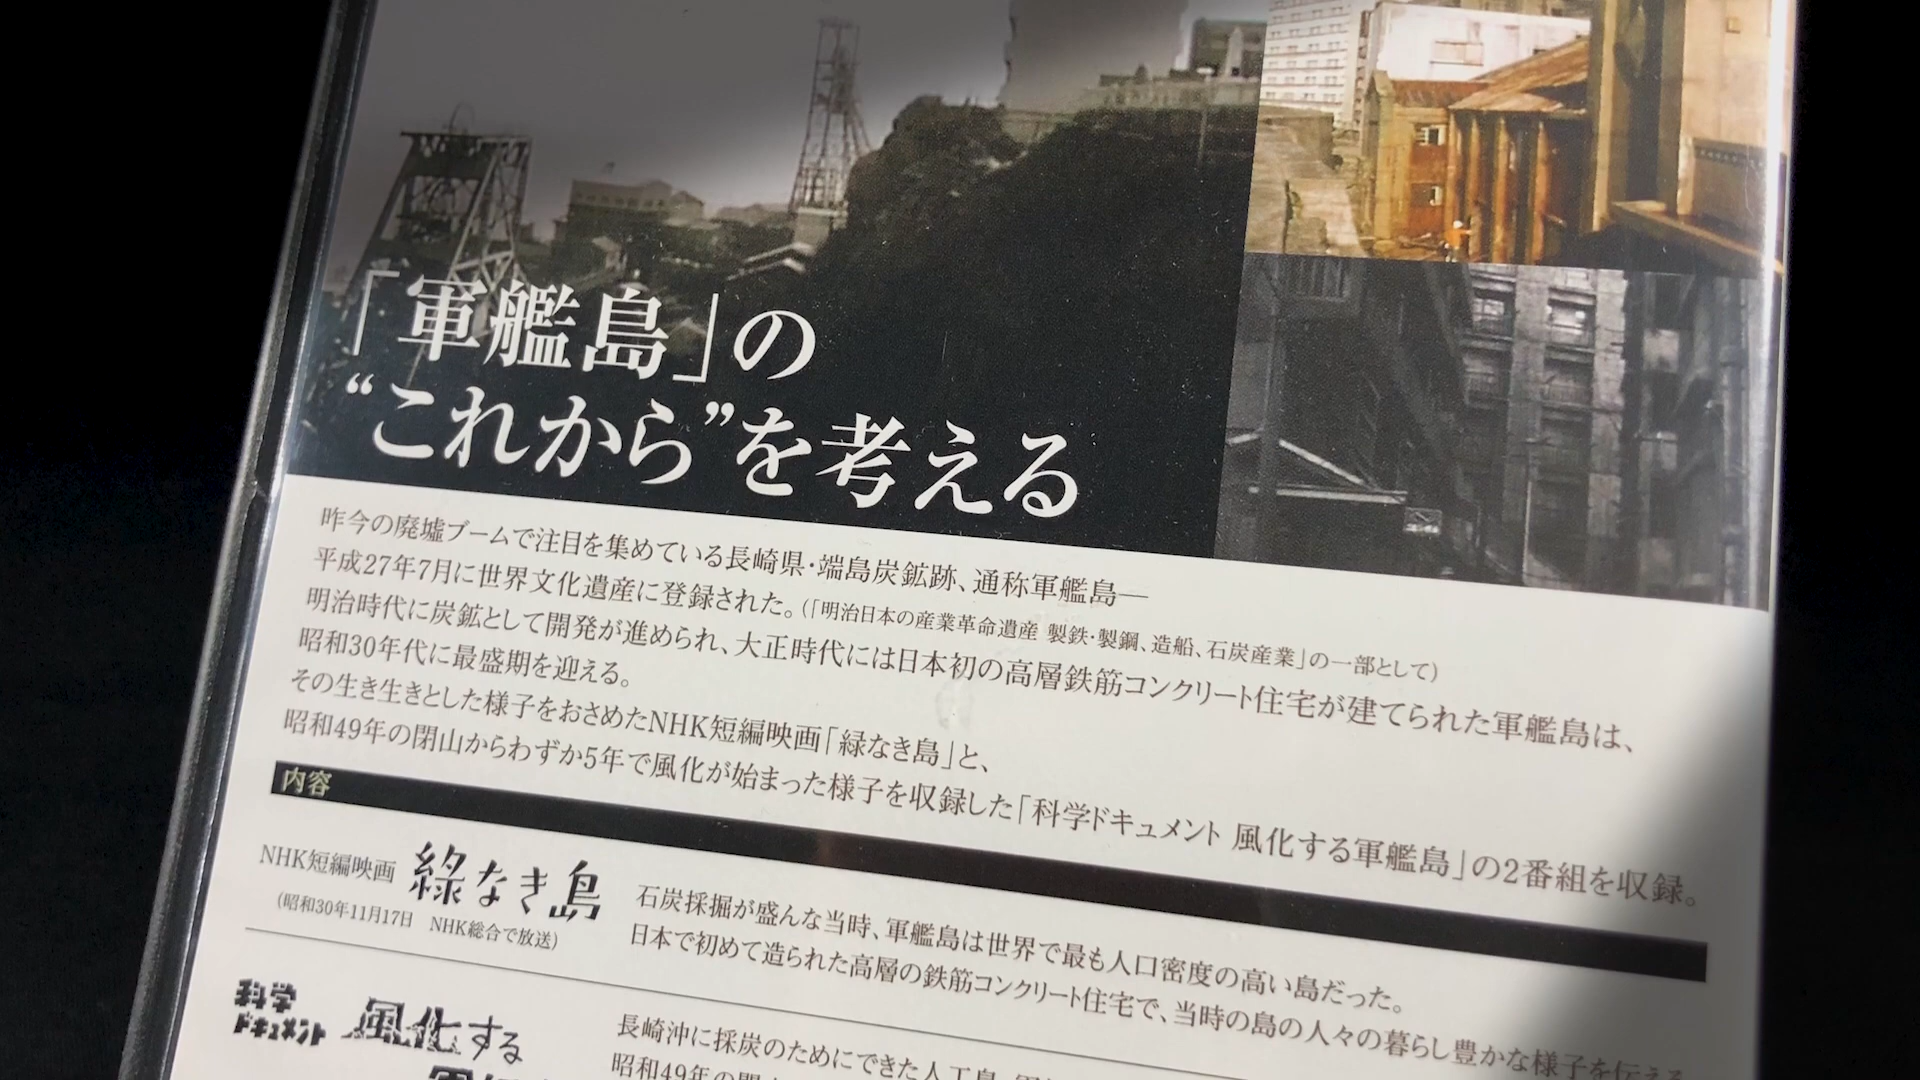 「軍艦島」の
“これから”を考える
昨今の廃墟ブームで注目を集めている長崎県・端島炭鉱跡、通称軍艦島―
平成27年7月に世界文化遺産に登録された。(「明治日本の産業革命遺産 製鉄・製鋼、造船、石炭産業」の一部として)
明治時代に炭鉱として開発が進められ、大正時代には日本初の高層鉄筋コンクリート住宅が建てられた軍艦島は、
昭和30年代に最盛期を迎える。
その生き生きとした様子をおさめたNHK短編映画「緑なき島」と、
昭和49年の閉山からわずか5年で風化が始まった様子を収録した「科学ドキュメント 風化する軍艦島」の2番組を収録。
内容
NHK短編映画 緑なき島
(昭和30年11月17日 NHK総合で放送)
石炭採掘が盛んな当時、軍艦島は世界で最も人口密度の高い島だった。
日本で初めて造られた高層の鉄筋コンクリート住宅で、当時の島の人々の暮らし豊かな様子を伝える
科学
ドキュメント
風化する
長崎沖に採炭のためにできた人工島
昭和49年の閉山